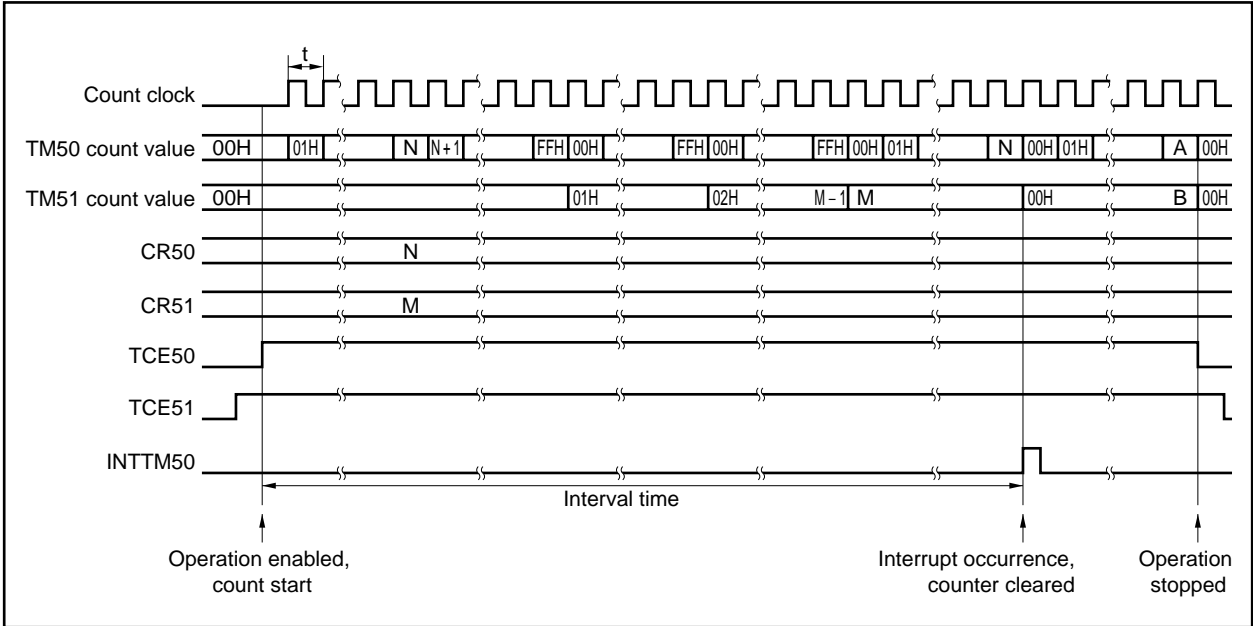 t
Count clock
TM50 count value 00H 01H N N + 1 FFH 00H FFH 00H FFH 00H 01H N 00H 01H A 00H
TM51 count value 00H 01H 02H M − 1 M 00H B 00H
CR50 N
CR51 M
TCE50
TCE51
INTTM50
Interval time
Operation enabled,
count start
Interrupt occurrence,
counter cleared
Operation
stopped